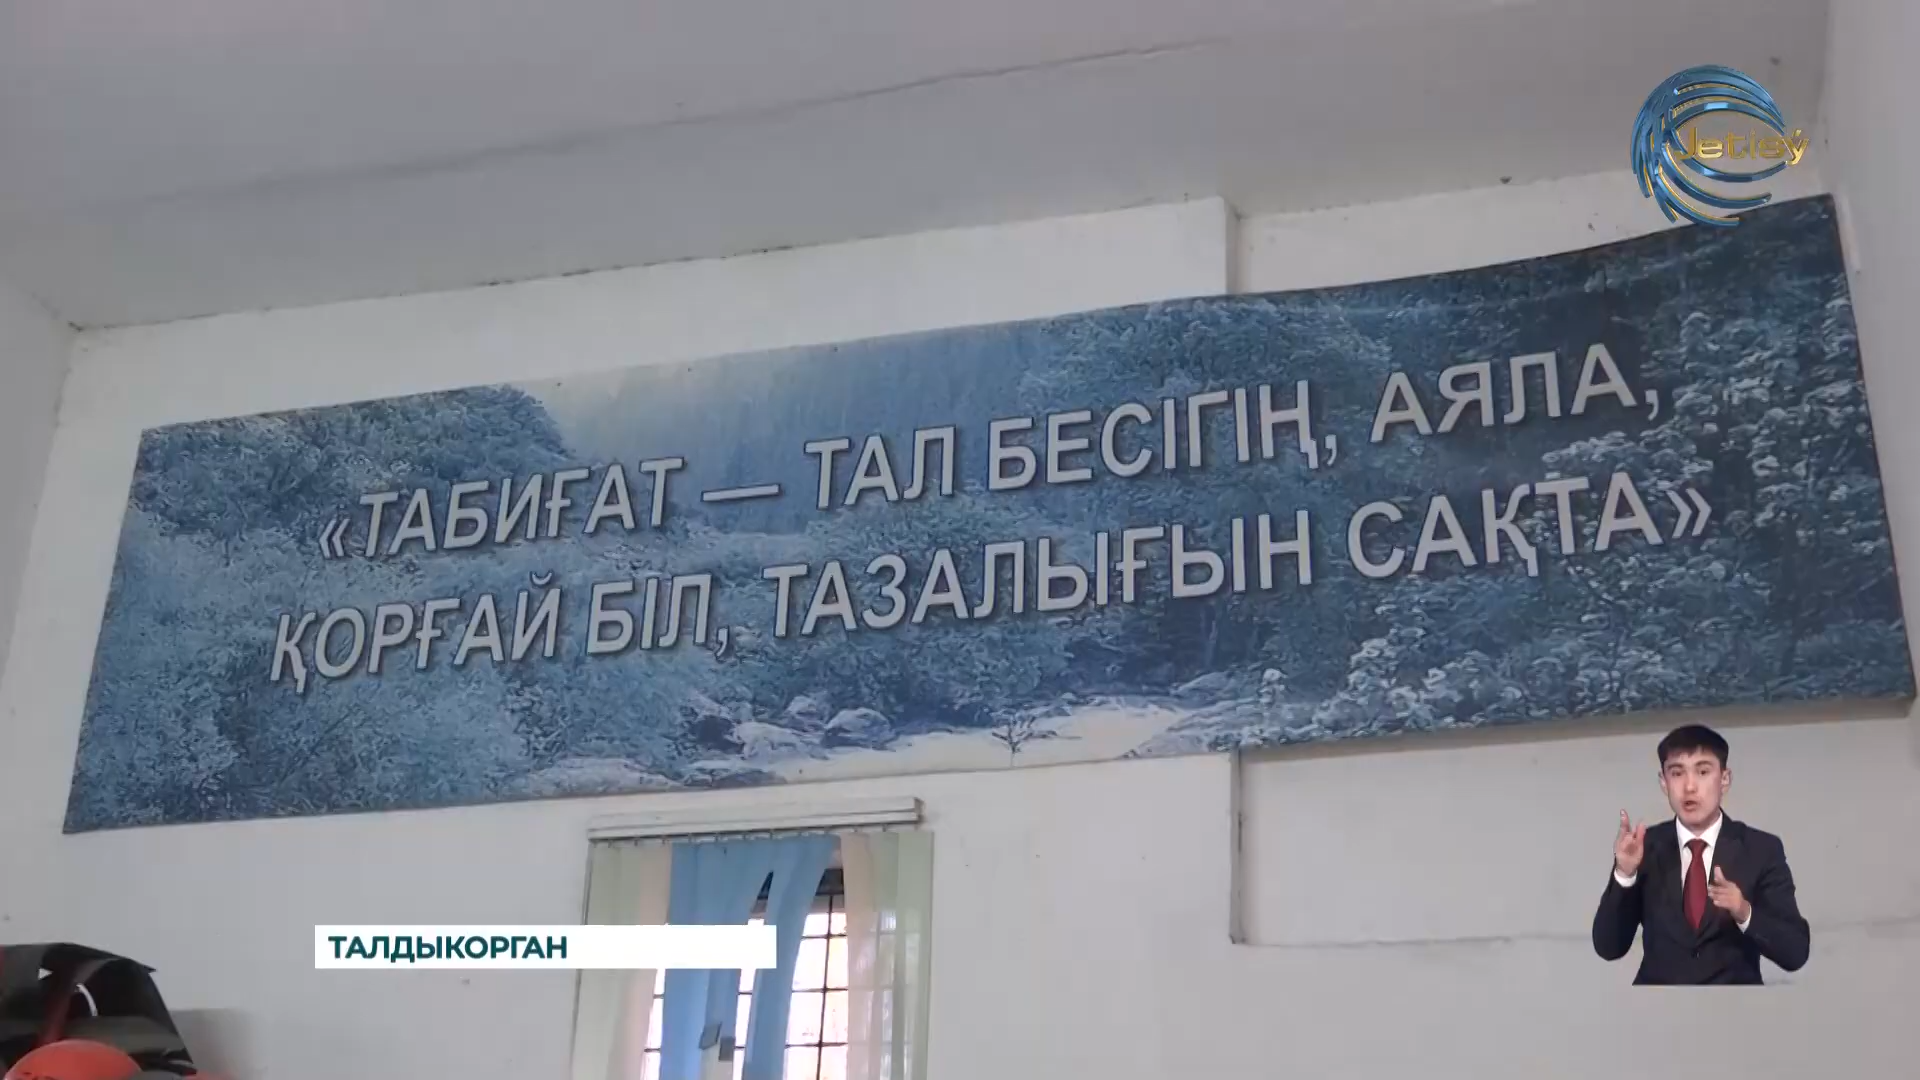 Jetisý
«ТАБИҒАТ — ТАЛ БЕСІГІҢ, АЯЛА,
ҚОРҒАЙ БІЛ, ТАЗАЛЫҒЫН САҚТА»
ТАЛДЫКОРГАН